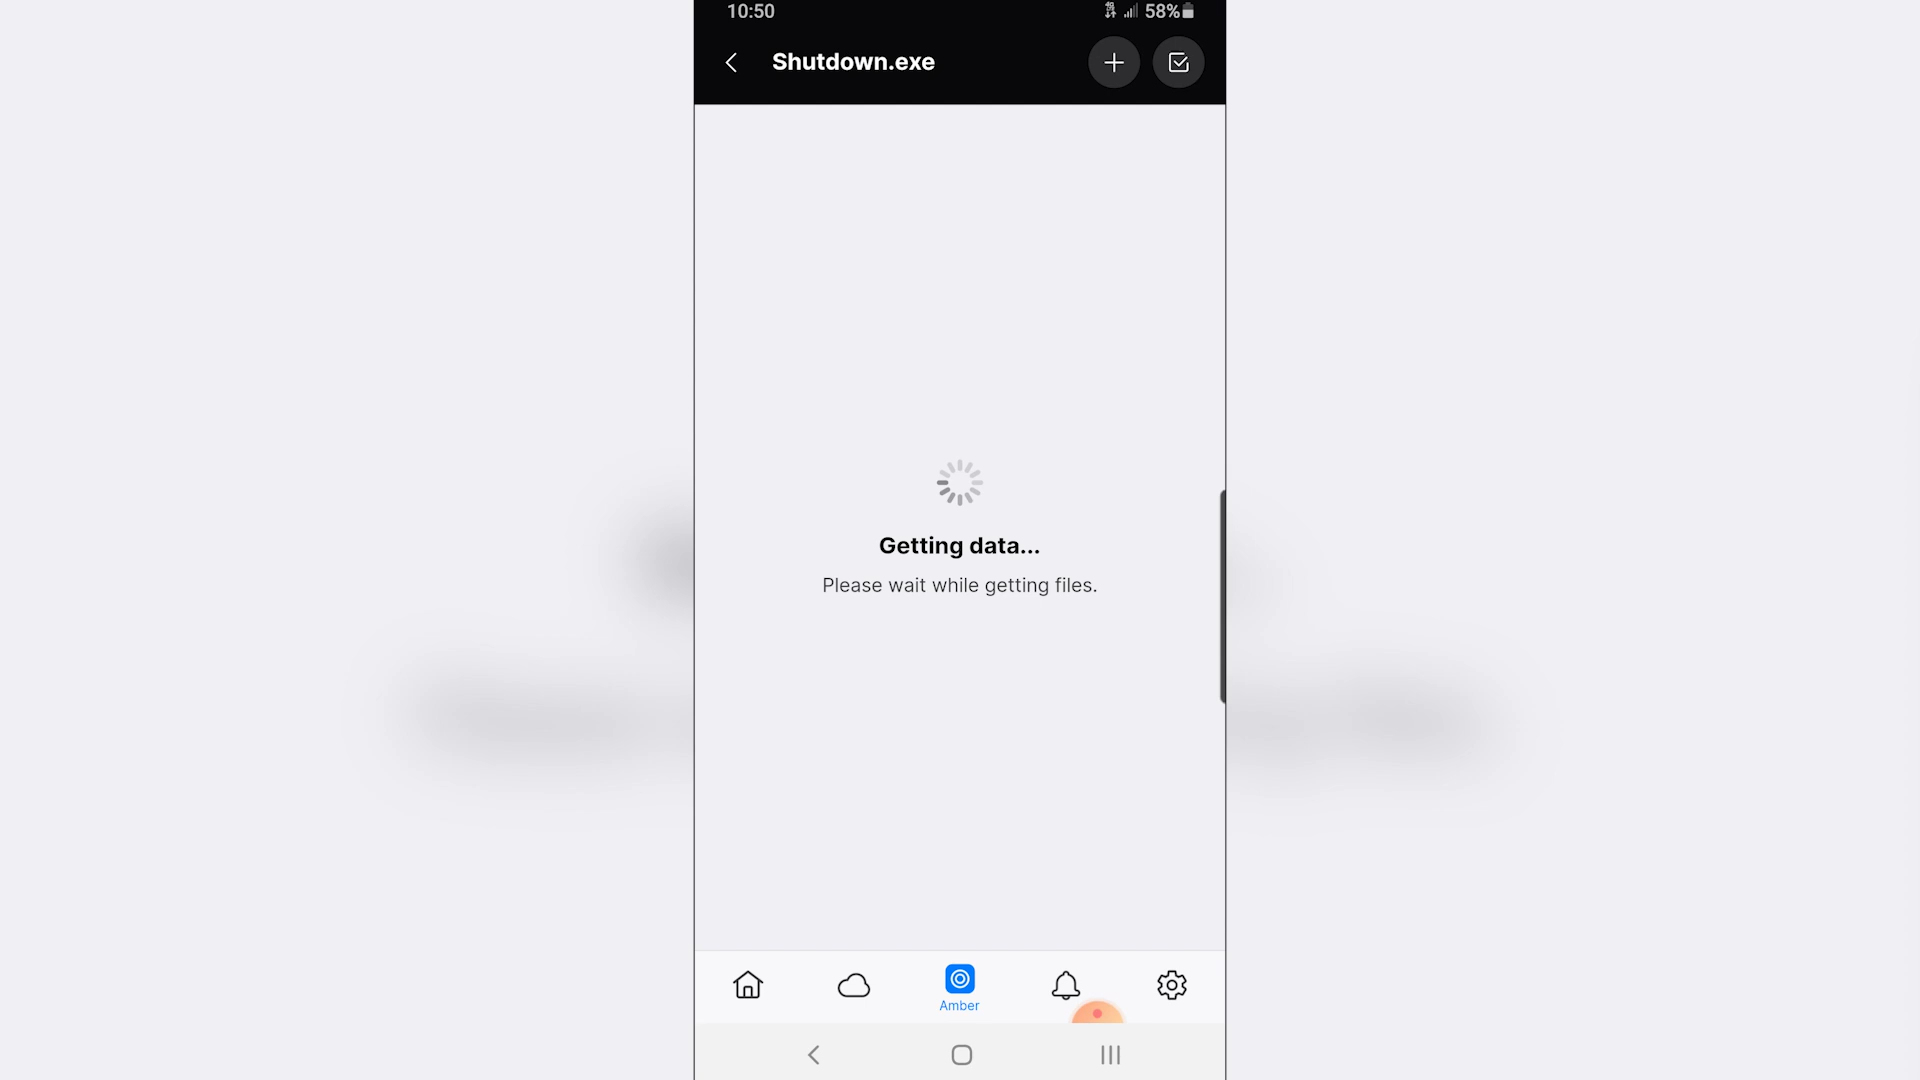 10:50
58%
Shutdown.exe
Getting data...
Please wait while getting files.
Amber